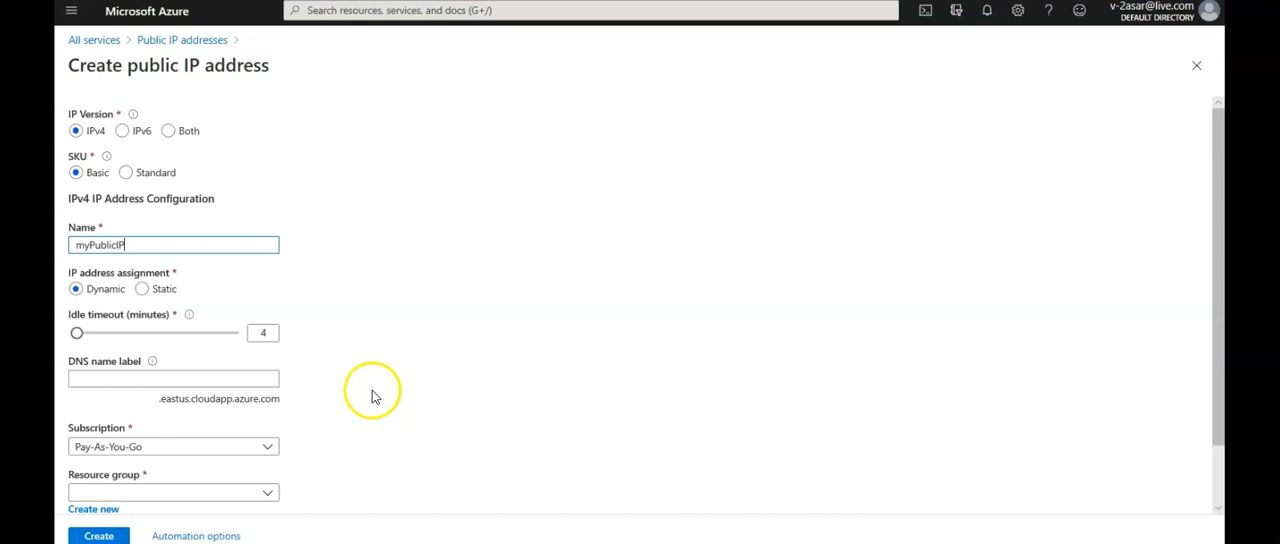 Microsoft Azure
Search resources, services, and docs (G+/)
v-2asar@live.com
DEFAULT DIRECTORY
All services > Public IP addresses >
Create public IP address
IP Version *
IPv4 IPv6 Both
SKU *
Basic Standard
IPv4 IP Address Configuration
Name *
myPublicIP
IP address assignment *
Dynamic Static
Idle timeout (minutes) *
4
DNS name label
.eastus.cloudapp.azure.com
Subscription *
Pay-As-You-Go
Resource group *
Create new
Create Automation options